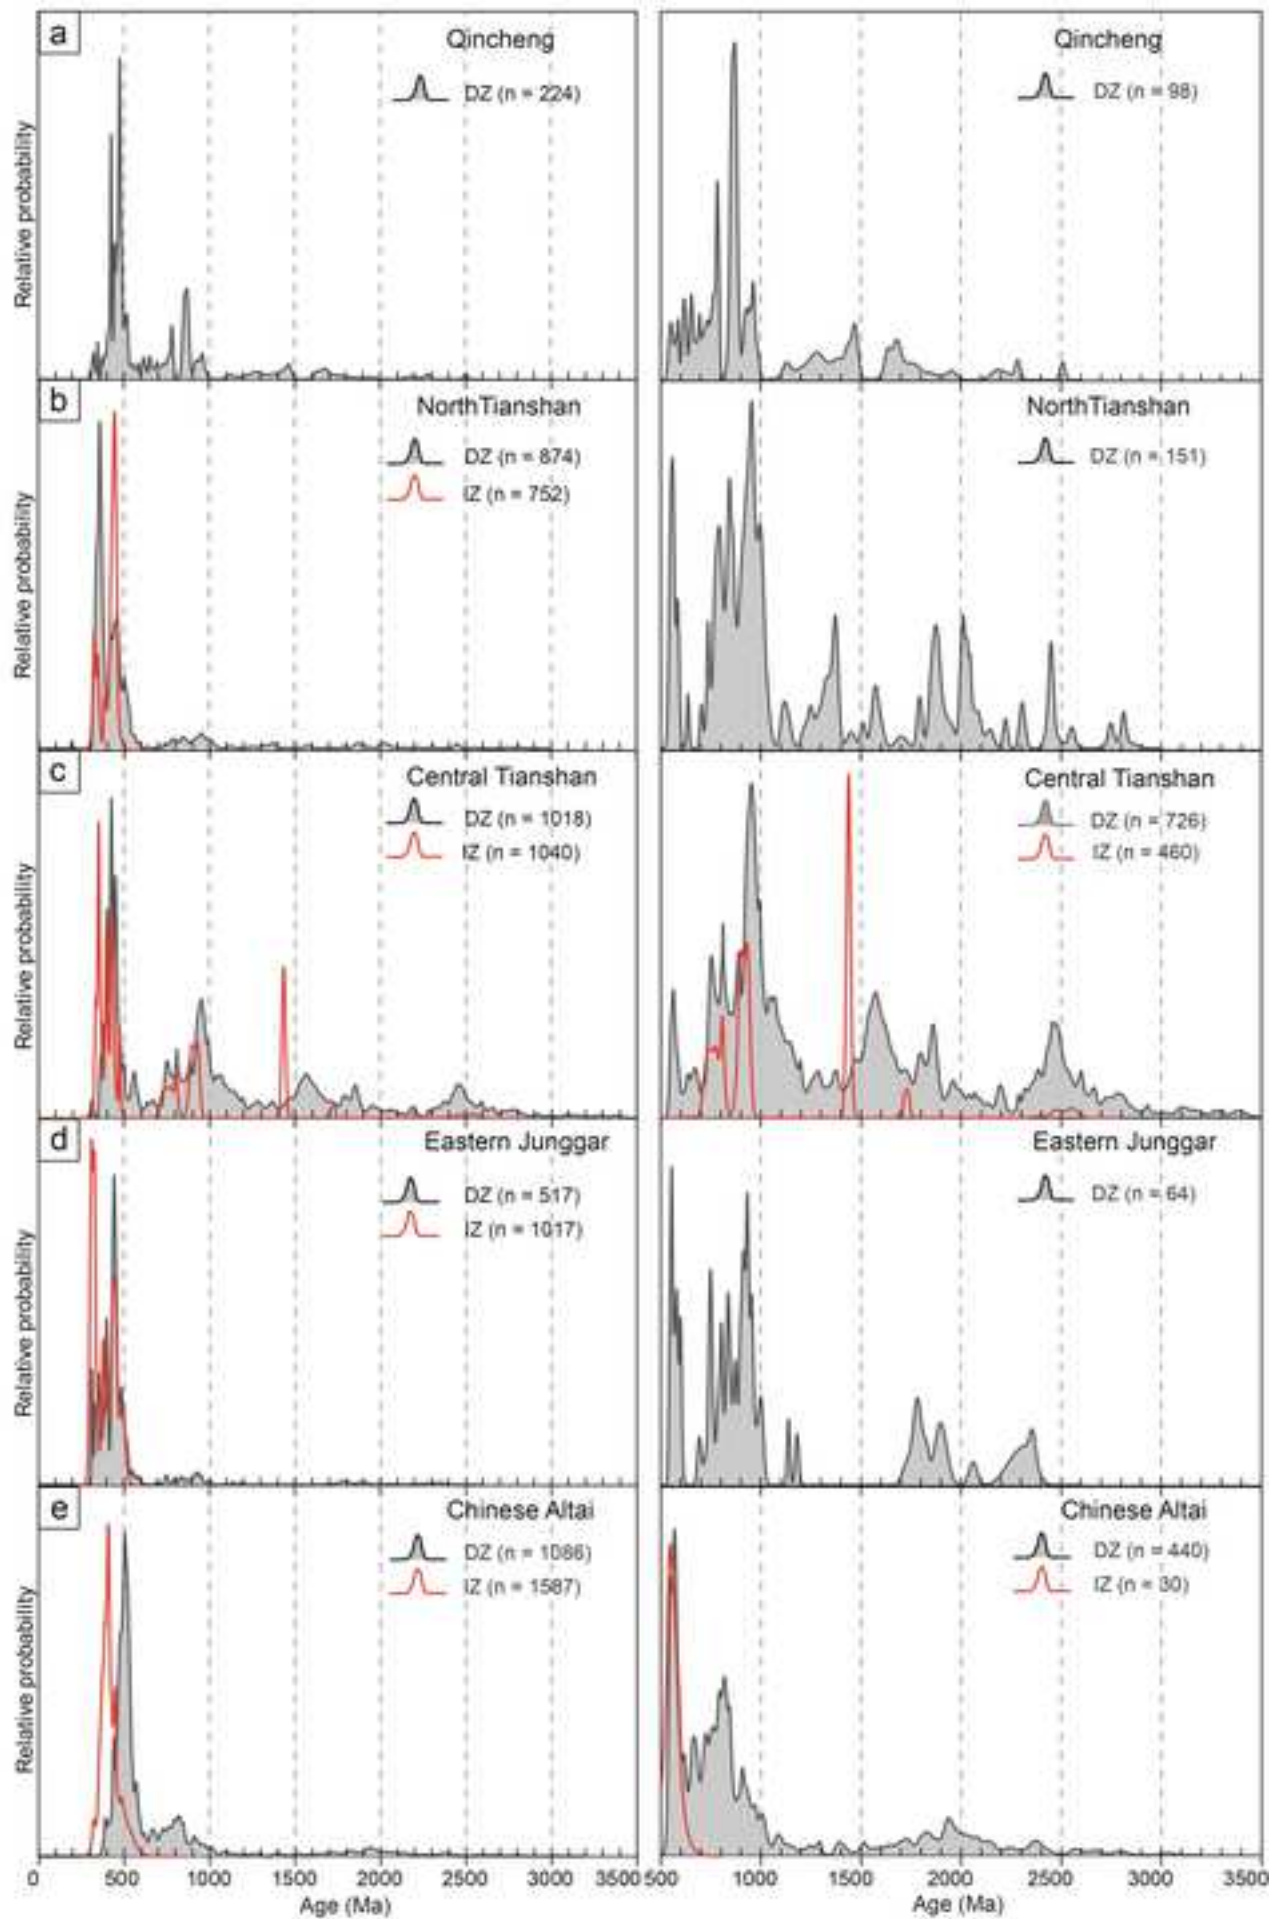 a
Qincheng
DZ (n = 224)
Relative probability
Qincheng
DZ (n = 98)
b
NorthTianshan
DZ (n = 874)
IZ (n = 752)
Relative probability
NorthTianshan
DZ (n = 151)
c
Central Tianshan
DZ (n = 1018)
IZ (n = 1040)
Relative probability
Central Tianshan
DZ (n = 726)
IZ (n = 460)
d
Eastern Junggar
DZ (n = 517)
IZ (n = 1017)
Relative probability
Eastern Junggar
DZ (n = 64)
e
Chinese Altai
DZ (n = 1086)
IZ (n = 1587)
Relative probability
Chinese Altai
DZ (n = 440)
IZ (n = 30)
0 500 1000 1500 2000 2500 3000 3500
Age (Ma)
500 1000 1500 2000 2500 3000 3500
Age (Ma)